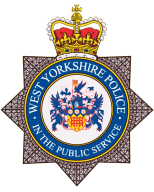 WEST YORKSHIRE POLICE
IN THE PUBLIC SERVICE